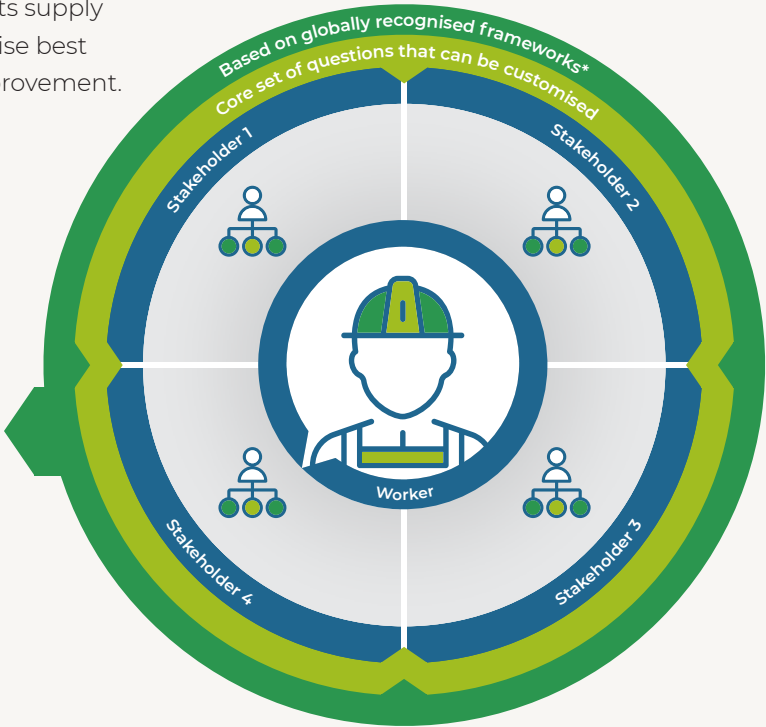 ts supply
ise best
rovement.
Based on globally recognised frameworks*
Core set of questions that can be customised
Stakeholder 1
Stakeholder 2
Worker
Stakeholder 4
Stakeholder 3